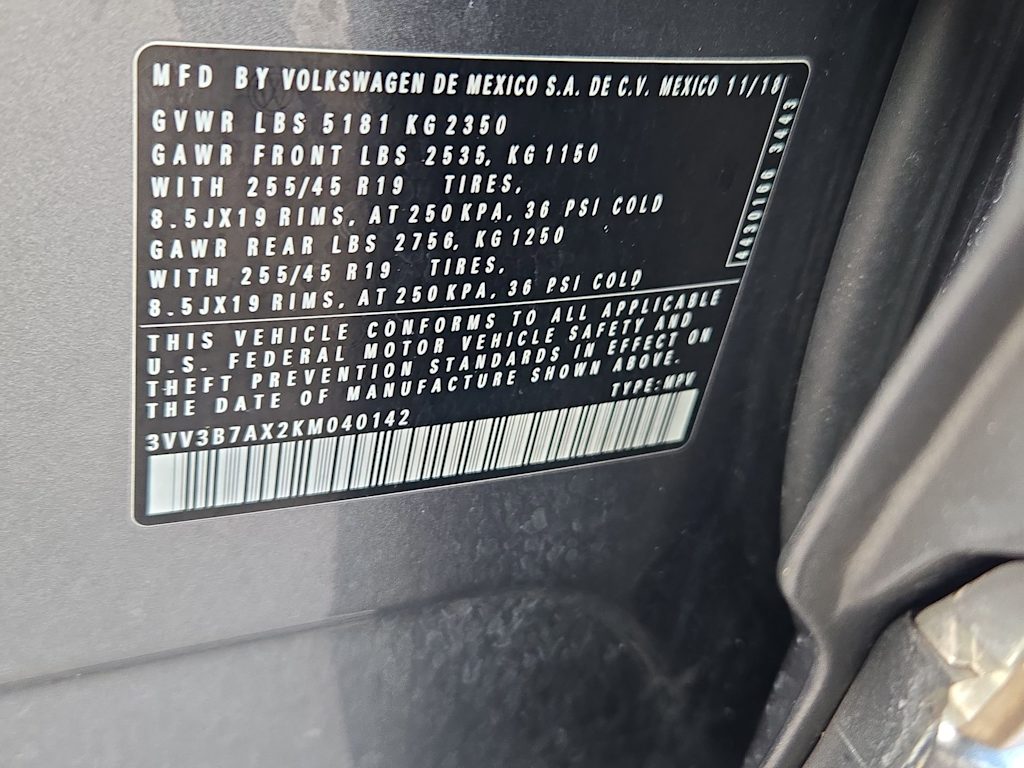 MFD BY VOLKSWAGEN DE MEXICO S.A. DE C.V. MEXICO 11/18
GVWR LBS 5181 KG 2350
GAWR FRONT LBS 2535, KG 1150
WITH 255/45 R19 TIRES,
8.5JX19 RIMS, AT 250 KPA, 36 PSI COLD
GAWR REAR LBS 2756, KG 1250
WITH 255/45 R19 TIRES,
8.5JX19 RIMS, AT 250 KPA, 36 PSI COLD
THIS VEHICLE CONFORMS TO ALL APPLICABLE
U.S. FEDERAL MOTOR VEHICLE SAFETY AND
THEFT PREVENTION STANDARDS IN EFFECT ON
THE DATE OF MANUFACTURE SHOWN ABOVE.
TYPE:MPV
3VV3B7AX2KM040142